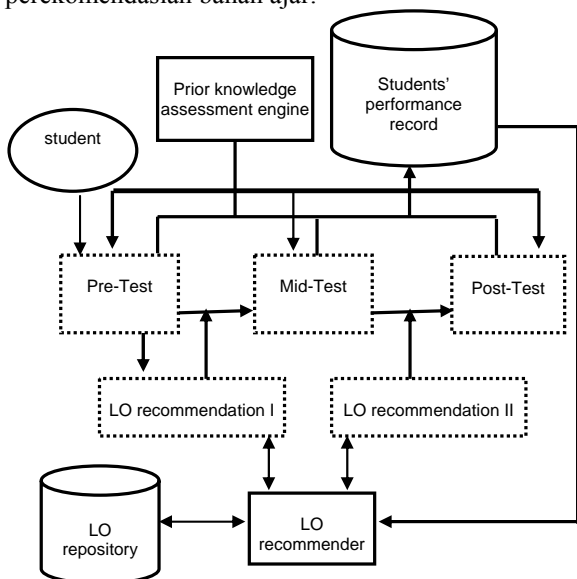 perekomendasian bahan ajar.
Prior knowledge
assessment engine
Students'
performance
record
student
Pre-Test
Mid-Test
Post-Test
LO recommendation I
LO recommendation II
LO
repository
LO
recommender